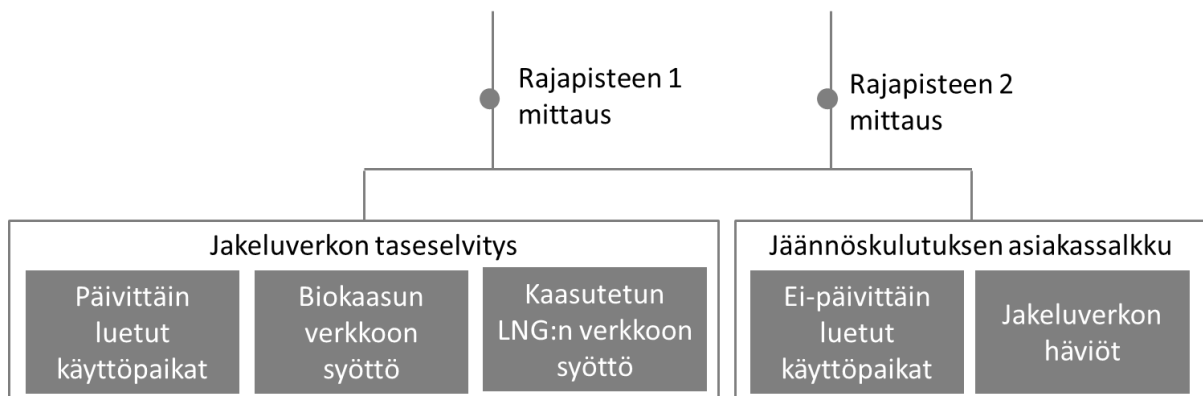 Rajapisteen 1
mittaus
Rajapisteen 2
mittaus
Jakeluverkon taseselvitys
Päivittäin
luetut
käyttöpaikat
Biokaasun
verkkoon
syöttö
Kaasutetun
LNG:n verkkoon
syöttö
Jäännöskulutuksen asiakassalkku
Ei-päivittäin
luetut
käyttöpaikat
Jakeluverkon
häviöt